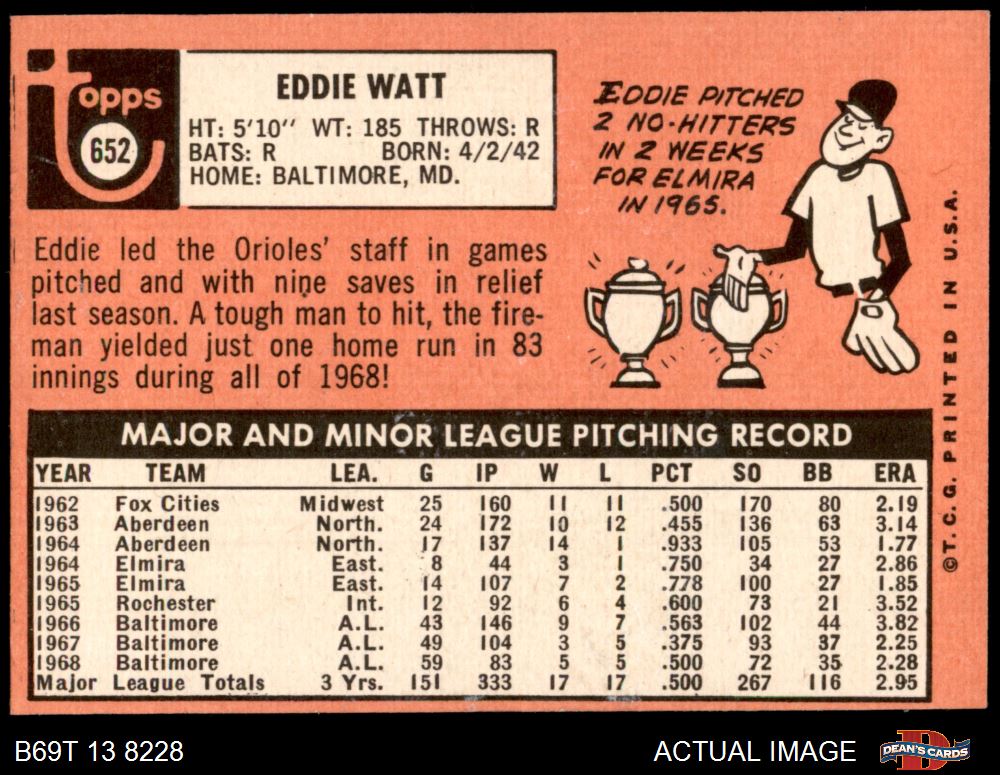 Topps
652
EDDIE WATT
HT: 5'10" WT: 185 THROWS: R
BATS: R BORN: 4/2/42
HOME: BALTIMORE, MD.
EDDIE PITCHED
2 NO-HITTERS
IN 2 WEEKS
FOR ELMIRA
IN 1965.
Eddie led the Orioles' staff in games
pitched and with nine saves in relief
last season. A tough man to hit, the fire-
man yielded just one home run in 83
innings during all of 1968!
©T.C.G. PRINTED IN U.S.A.
MAJOR AND MINOR LEAGUE PITCHING RECORD
YEAR TEAM LEA. G IP W L PCT SO BB ERA
1962 Fox Cities Midwest 25 160 11 11 .500 170 80 2.19
1963 Aberdeen North. 24 172 10 12 .455 136 63 3.14
1964 Aberdeen North. 17 137 14 1 .933 105 53 1.77
1964 Elmira East. 8 44 3 1 .750 34 27 2.86
1965 Elmira East. 14 107 7 2 .778 100 27 1.85
1965 Rochester Int. 12 92 6 4 .600 73 21 3.52
1966 Baltimore A.L. 43 146 9 7 .563 102 44 3.82
1967 Baltimore A.L. 49 104 3 5 .375 93 37 2.25
1968 Baltimore A.L. 59 83 5 5 .500 72 35 2.28
Major League Totals 3 Yrs. 151 333 17 17 .500 267 116 2.95
B69T 13 8228
ACTUAL IMAGE
D
DEAN'S CARDS